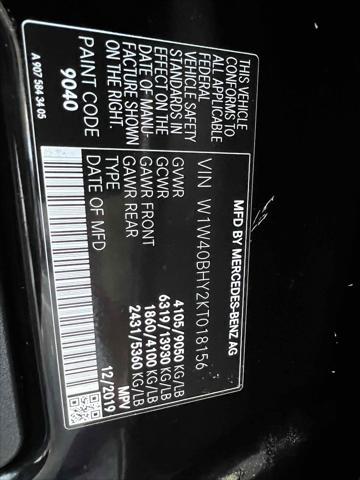 MFD BY MERCEDES-BENZ AG
VIN W1W40BHY2KT018156
GVWR 4105/9050 KG/LB
GCWR 6319/13930 KG/LB
GAWR FRONT 1860/4100 KG/LB
GAWR REAR 2431/5360 KG/LB
TYPE MPV
DATE OF MFD 12/2019
THIS VEHICLE
CONFORMS TO
ALL APPLICABLE
FEDERAL
VEHICLE SAFETY
STANDARDS IN
EFFECT ON THE
DATE OF MANU-
FACTURE SHOWN
ON THE RIGHT.
PAINT CODE
9040
A 907 584 34 05